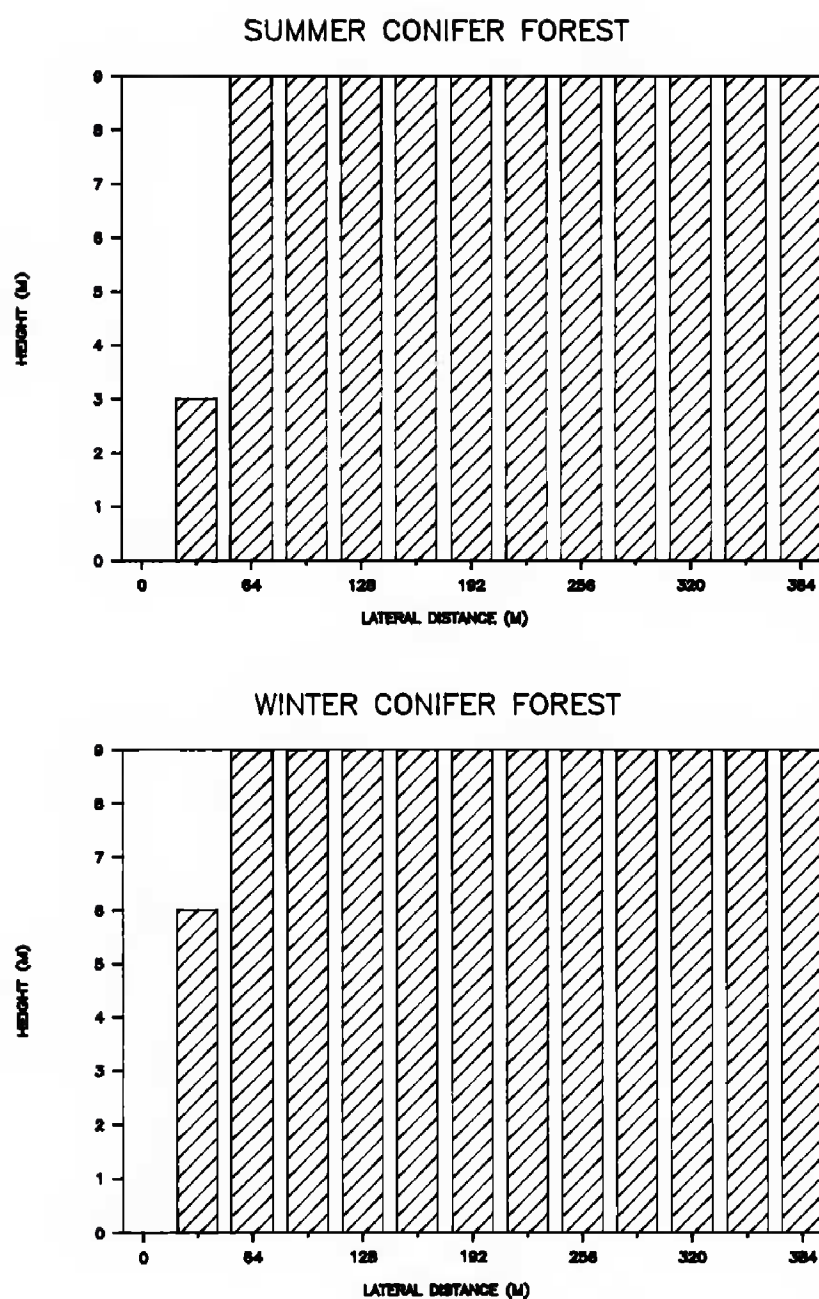 SUMMER CONIFER FOREST
9
8
7
6
5
4
3
2
1
0
HEIGHT (M)
0 64 128 192 256 320 384
LATERAL DISTANCE (M)
WINTER CONIFER FOREST
9
8
7
6
5
4
3
2
1
0
HEIGHT (M)
0 64 128 192 256 320 384
LATERAL DISTANCE (M)